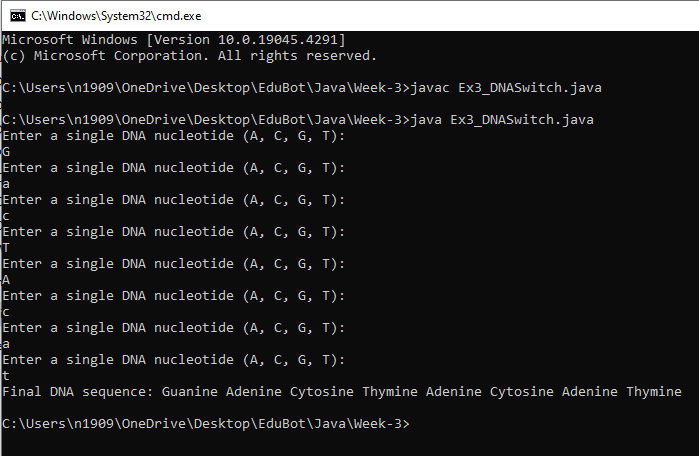 C:\Windows\System32\cmd.exe
Microsoft Windows [Version 10.0.19045.4291]
(c) Microsoft Corporation. All rights reserved.
C:\Users\n1909\OneDrive\Desktop\EduBot\Java\Week-3>javac Ex3_DNASwitch.java
C:\Users\n1909\OneDrive\Desktop\EduBot\Java\Week-3>java Ex3_DNASwitch.java
Enter a single DNA nucleotide (A, C, G, T):
G
Enter a single DNA nucleotide (A, C, G, T):
a
Enter a single DNA nucleotide (A, C, G, T):
c
Enter a single DNA nucleotide (A, C, G, T):
T
Enter a single DNA nucleotide (A, C, G, T):
A
Enter a single DNA nucleotide (A, C, G, T):
c
Enter a single DNA nucleotide (A, C, G, T):
a
Enter a single DNA nucleotide (A, C, G, T):
t
Final DNA sequence: Guanine Adenine Cytosine Thymine Adenine Cytosine Adenine Thymine
C:\Users\n1909\OneDrive\Desktop\EduBot\Java\Week-3>